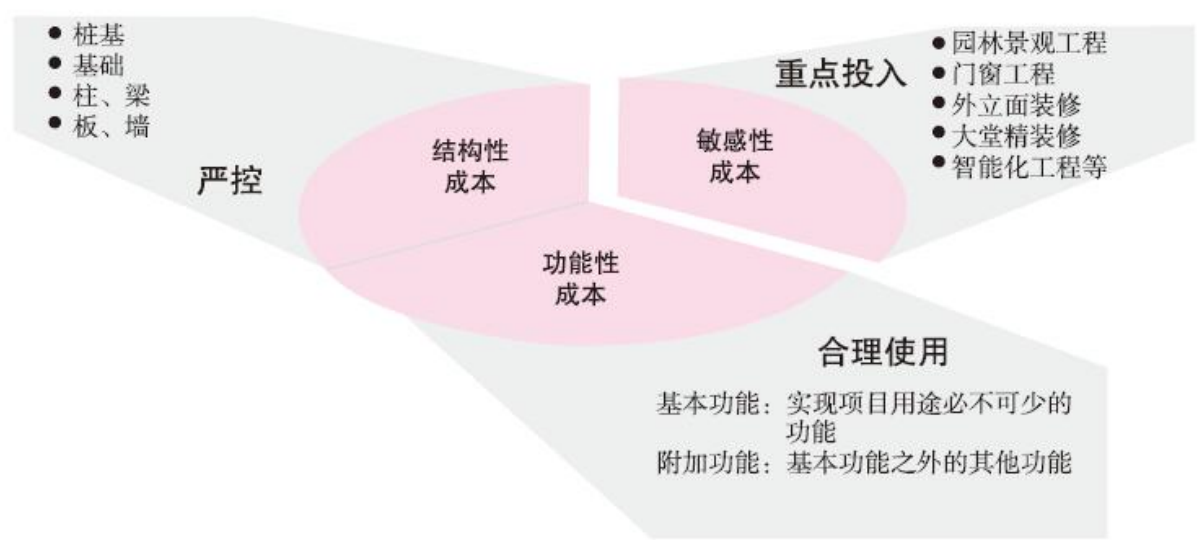 ● 桩基
● 基础
● 柱、梁
● 板、墙
严控
结构性
成本
重点投入
● 园林景观工程
● 门窗工程
● 外立面装修
● 大堂精装修
● 智能化工程等
敏感性
成本
功能性
成本
合理使用
基本功能：实现项目用途必不可少的
功能
附加功能：基本功能之外的其他功能